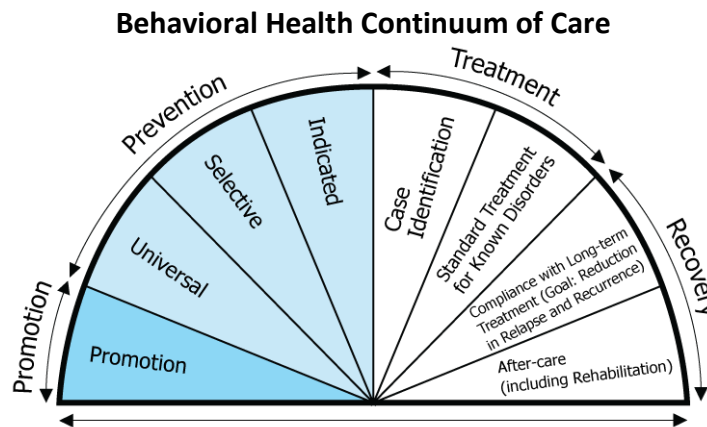 Behavioral Health Continuum of Care
Promotion
Prevention
Treatment
Recovery
Promotion
Universal
Selective
Indicated
Case
Identification
Standard Treatment
for Known Disorders
Compliance with Long-term
Treatment (Goal: Reduction
in Relapse and Recurrence)
After-care
(including Rehabilitation)